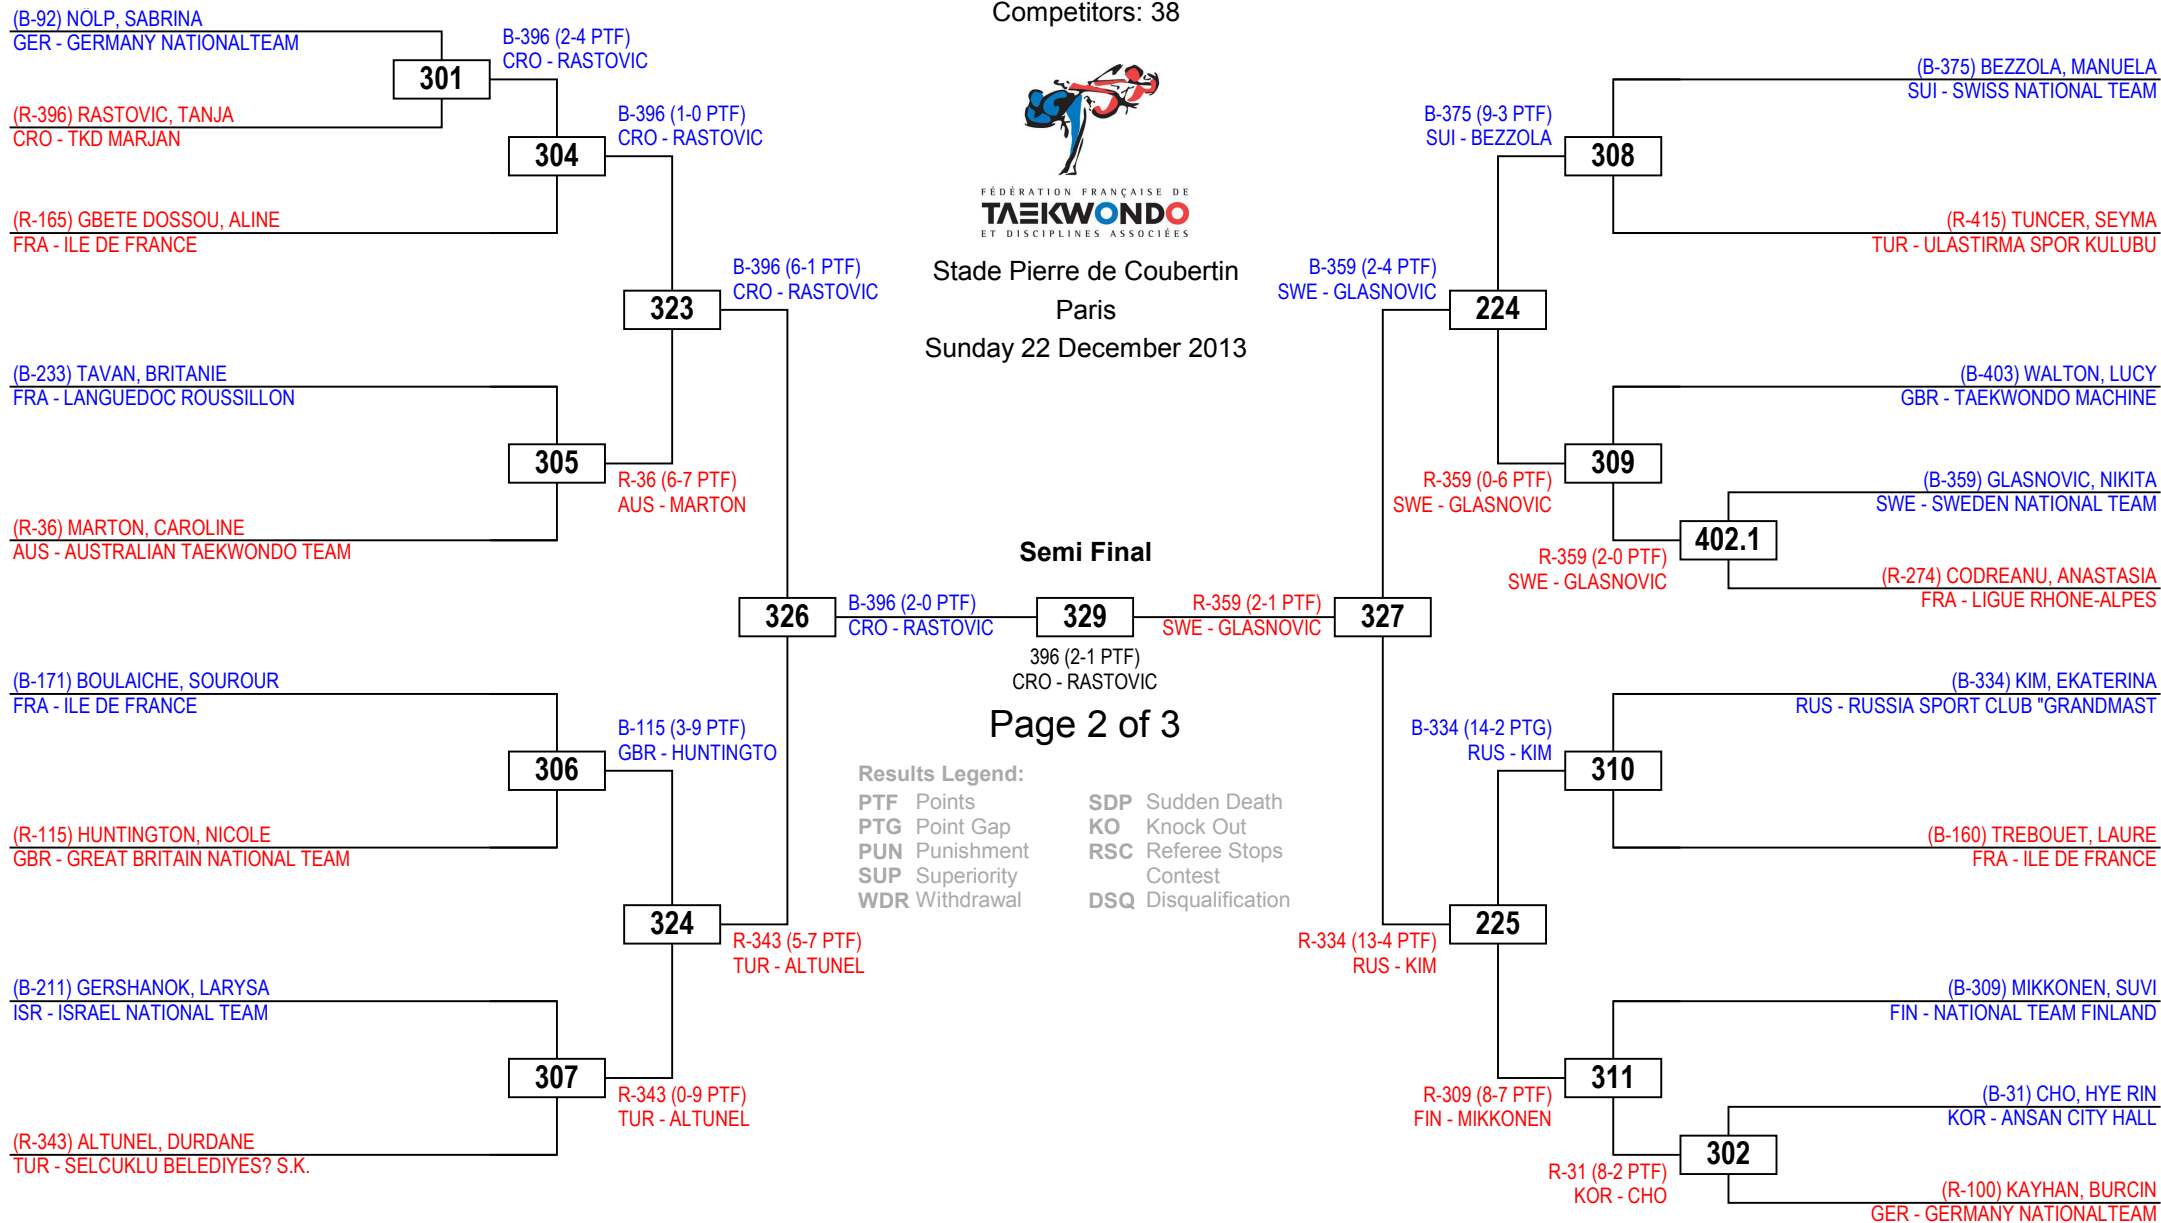 (B-92) NÖLP, SABRINA
GER - GERMANY NATIONALTEAM
301
(R-396) RASTOVIC, TANJA
CRO - TKD MARJAN
B-396 (2-4 PTF)
CRO - RASTOVIC
304
(R-165) GBETE DOSSOU, ALINE
FRA - ILE DE FRANCE
B-396 (1-0 PTF)
CRO - RASTOVIC
323
(B-233) TAVAN, BRITANIE
FRA - LANGUEDOC ROUSSILLON
305
(R-36) MARTON, CAROLINE
AUS - AUSTRALIAN TAEKWONDO TEAM
R-36 (6-7 PTF)
AUS - MARTON
B-396 (6-1 PTF)
CRO - RASTOVIC
326
(B-171) BOULAICHE, SOUROUR
FRA - ILE DE FRANCE
306
(R-115) HUNTINGTON, NICOLE
GBR - GREAT BRITAIN NATIONAL TEAM
B-115 (3-9 PTF)
GBR - HUNTINGTO
324
(B-211) GERSHANOK, LARYSA
ISR - ISRAEL NATIONAL TEAM
307
(R-343) ALTUNEL, DURDANE
TUR - SELCUKLU BELEDIYES? S.K.
R-343 (0-9 PTF)
TUR - ALTUNEL
R-343 (5-7 PTF)
TUR - ALTUNEL
Competitors: 38
FÉDÉRATION FRANÇAISE DE
TAEKWONDO
ET DISCIPLINES ASSOCIÉES
Stade Pierre de Coubertin
Paris
Sunday 22 December 2013
Semi Final
B-396 (2-0 PTF)
CRO - RASTOVIC
329
R-359 (2-1 PTF)
SWE - GLASNOVIC
396 (2-1 PTF)
CRO - RASTOVIC
Page 2 of 3
Results Legend:
PTF Points
PTG Point Gap
PUN Punishment
SUP Superiority
WDR Withdrawal
SDP Sudden Death
KO Knock Out
RSC Referee Stops
Contest
DSQ Disqualification
(B-375) BEZZOLA, MANUELA
SUI - SWISS NATIONAL TEAM
308
(R-415) TUNCER, SEYMA
TUR - ULASTIRMA SPOR KULUBU
B-375 (9-3 PTF)
SUI - BEZZOLA
224
(B-403) WALTON, LUCY
GBR - TAEKWONDO MACHINE
309
(B-359) GLASNOVIC, NIKITA
SWE - SWEDEN NATIONAL TEAM
402.1
(R-274) CODREANU, ANASTASIA
FRA - LIGUE RHONE-ALPES
R-359 (2-0 PTF)
SWE - GLASNOVIC
R-359 (0-6 PTF)
SWE - GLASNOVIC
B-359 (2-4 PTF)
SWE - GLASNOVIC
327
(B-334) KIM, EKATERINA
RUS - RUSSIA SPORT CLUB "GRANDMAST
310
(B-160) TREBOUET, LAURE
FRA - ILE DE FRANCE
B-334 (14-2 PTG)
RUS - KIM
225
(B-309) MIKKONEN, SUVI
FIN - NATIONAL TEAM FINLAND
311
(B-31) CHO, HYE RIN
KOR - ANSAN CITY HALL
302
(R-100) KAYHAN, BURCIN
GER - GERMANY NATIONALTEAM
R-31 (8-2 PTF)
KOR - CHO
R-309 (8-7 PTF)
FIN - MIKKONEN
R-334 (13-4 PTF)
RUS - KIM